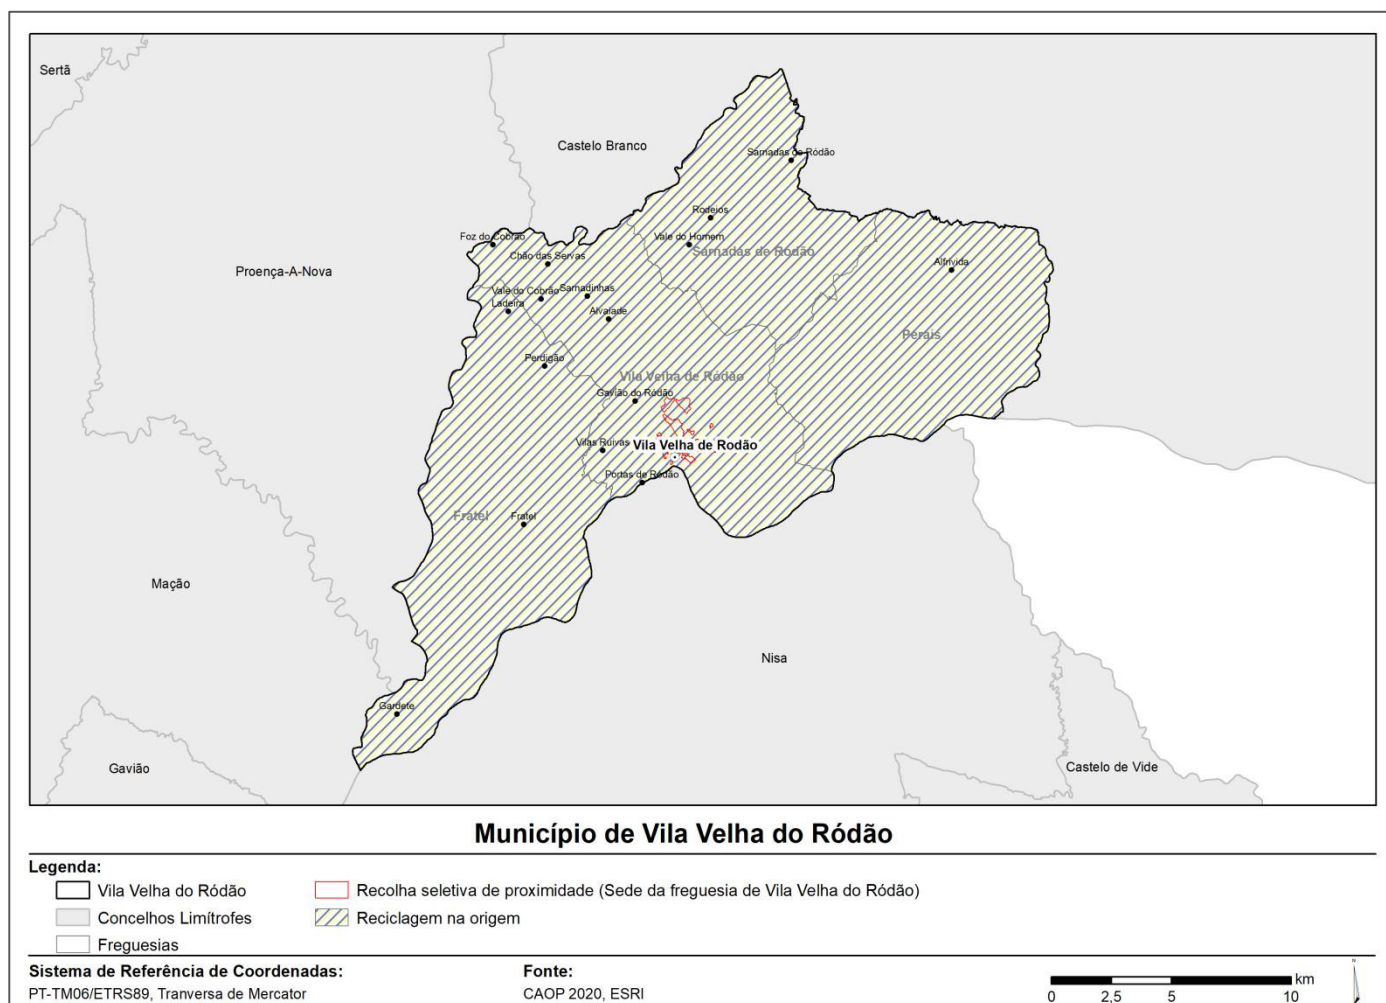 Sertã
Castelo Branco
Sarnadas de Ródão
Rodeios
Foz do Cobrão
Vale do Homem
Sarnadas de Ródão
Chão das Servas
Alfrívida
Proença-A-Nova
Vale do Cobrão
Sarnadinhas
Ladeira
Alvaiade
Perais
Perdigão
Vila Velha de Ródão
Gavião do Ródão
Vilas Ruivas
Vila Velha de Rodão
Portas de Ródão
Fratel
Fratel
Mação
Nisa
Gardete
Gavião
Castelo de Vide
Município de Vila Velha do Ródão
Legenda:
Vila Velha do Ródão
Recolha seletiva de proximidade (Sede da freguesia de Vila Velha do Ródão)
Concelhos Limítrofes
Reciclagem na origem
Freguesias
Sistema de Referência de Coordenadas:
PT-TM06/ETRS89, Tranversa de Mercator
Fonte:
CAOP 2020, ESRI
km
0 2,5 5 10
N